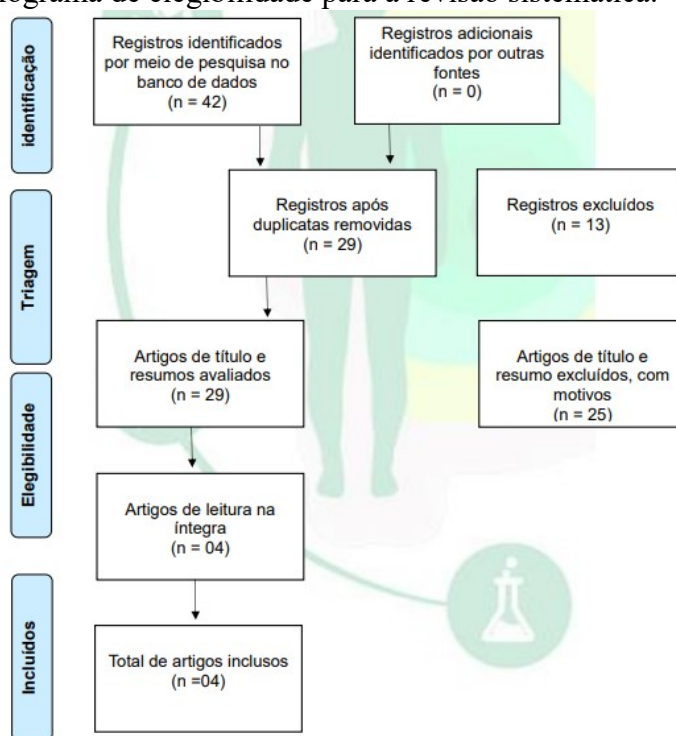 ograma de elegibilidade para a revisão sistemática.
identificação
Registros identificados
por meio de pesquisa no
banco de dados
(n = 42)
Registros adicionais
identificados por outras
fontes
(n = 0)
Triagem
Registros após
duplicatas removidas
(n = 29)
Registros excluídos
(n = 13)
Artigos de título e
resumos avaliados
(n = 29)
Artigos de título e
resumo excluídos, com
motivos
(n = 25)
Elegibilidade
Artigos de leitura na
íntegra
(n = 04)
Incluídos
Total de artigos inclusos
(n =04)